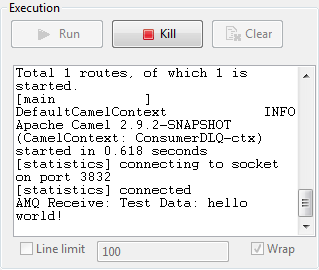 Execution
Run Kill Clear
Total 1 routes, of which 1 is
started.
[main          ]
DefaultCamelContext            INFO
Apache Camel 2.9.2-SNAPSHOT
(CamelContext: ConsumerDLQ-ctx)
started in 0.618 seconds
[statistics] connecting to socket
on port 3832
[statistics] connected
AMQ Receive: Test Data: hello
world!
Line limit 100 Wrap